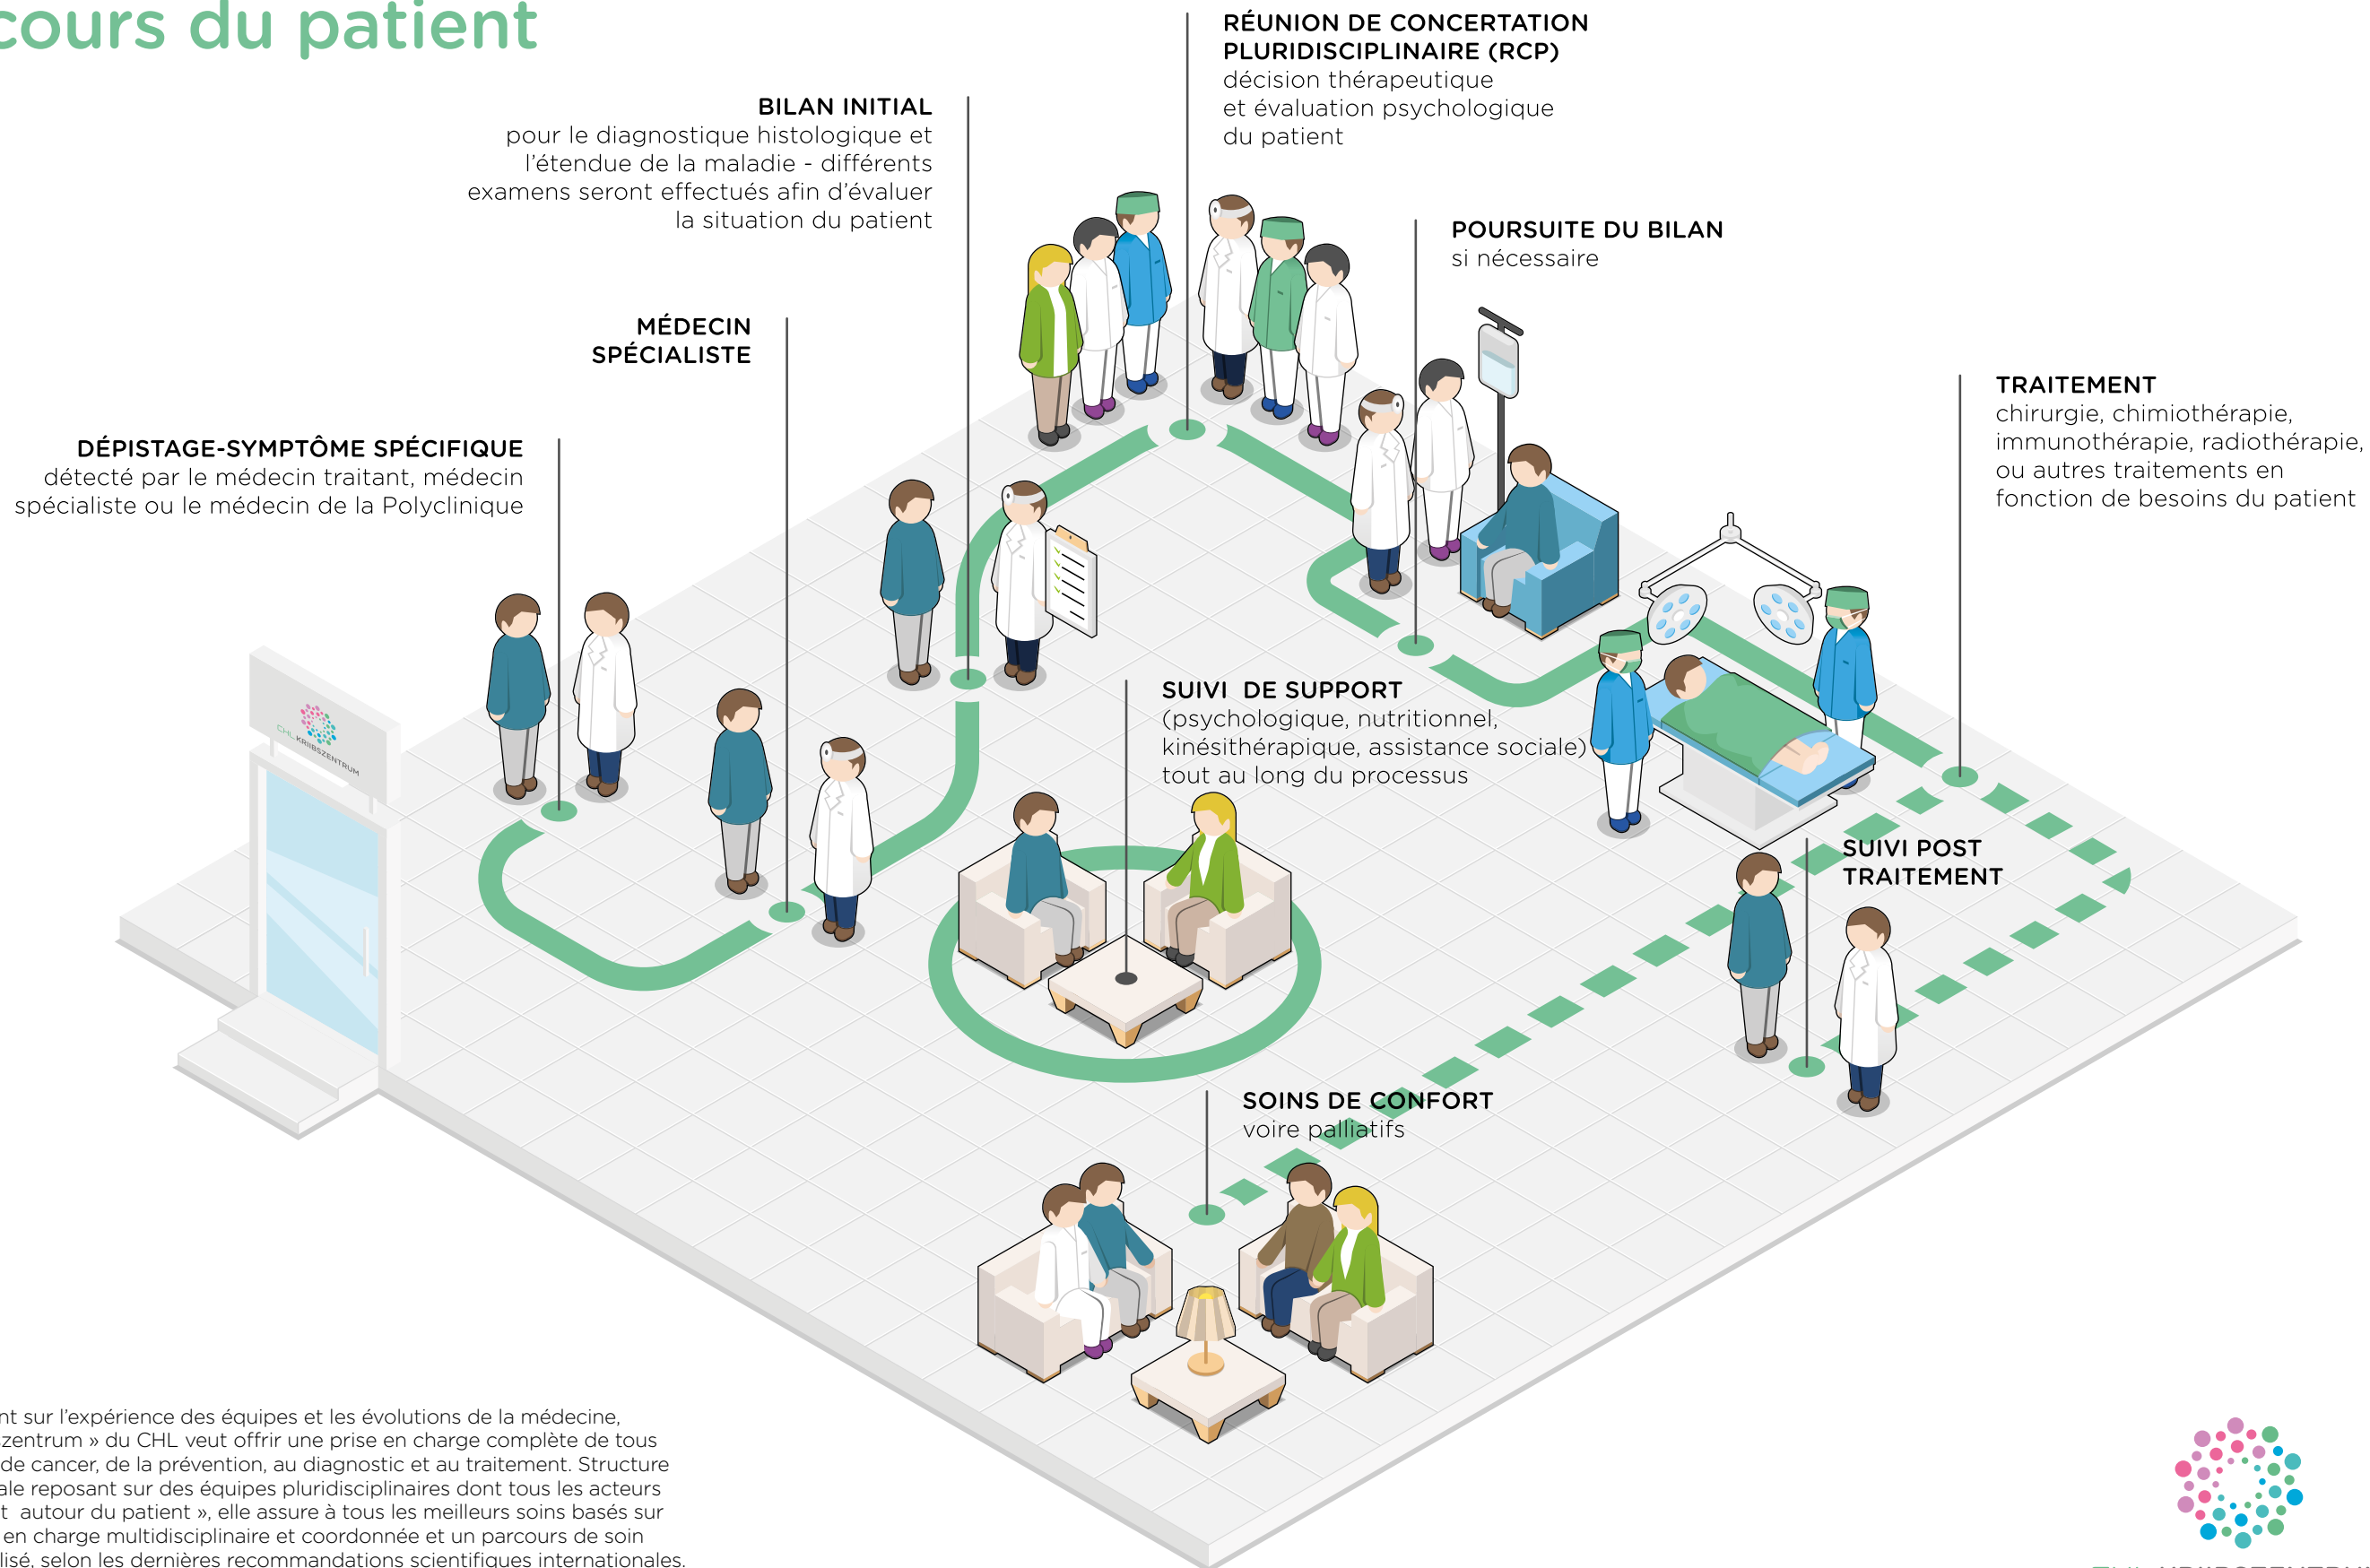 cours du patient
RÉUNION DE CONCERTATION
PLURIDISCIPLINAIRE (RCP)
décision thérapeutique
et évaluation psychologique
du patient
BILAN INITIAL
pour le diagnostique histologique et
l'étendue de la maladie - différents
examens seront effectués afin d'évaluer
la situation du patient
POURSUITE DU BILAN
si nécessaire
MÉDECIN
SPÉCIALISTE
TRAITEMENT
chirurgie, chimiothérapie,
immunothérapie, radiothérapie,
ou autres traitements en
fonction de besoins du patient
DÉPISTAGE-SYMPTÔME SPÉCIFIQUE
détecté par le médecin traitant, médecin
spécialiste ou le médecin de la Polyclinique
SUIVI DE SUPPORT
(psychologique, nutritionnel,
kinésithérapique, assistance sociale)
tout au long du processus
CHL KRIIBSZENTRUM
SUIVI POST
TRAITEMENT
SOINS DE CONFORT
voire palliatifs
nt sur l'expérience des équipes et les évolutions de la médecine,
szentrum » du CHL veut offrir une prise en charge complète de tous
de cancer, de la prévention, au diagnostic et au traitement. Structure
ale reposant sur des équipes pluridisciplinaires dont tous les acteurs
t autour du patient », elle assure à tous les meilleurs soins basés sur
en charge multidisciplinaire et coordonnée et un parcours de soin
lisé, selon les dernières recommandations scientifiques internationales.